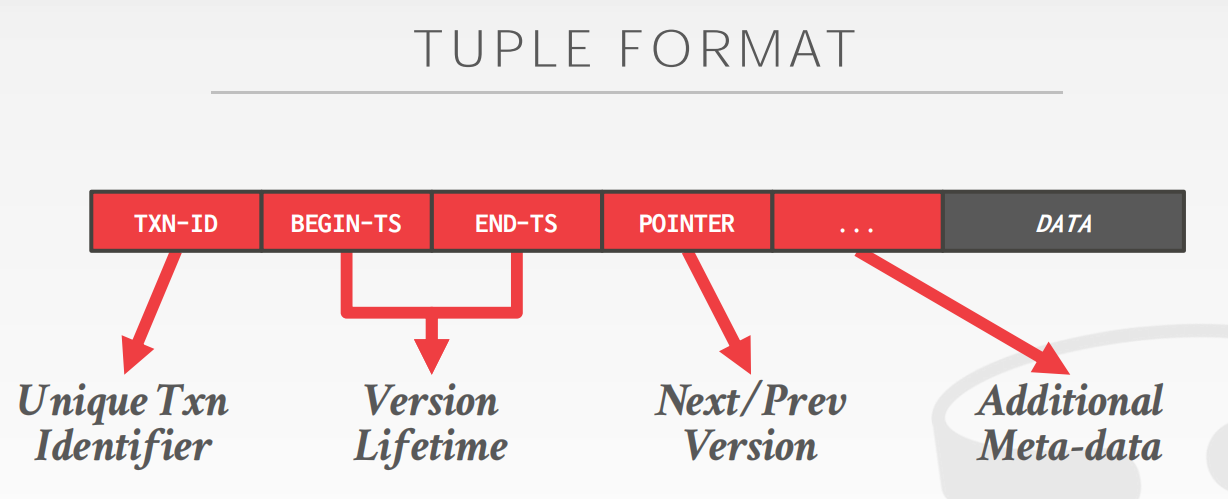 TUPLE FORMAT
TXN-ID BEGIN-TS END-TS POINTER ... DATA
Unique Txn
Identifier
Version
Lifetime
Next/Prev
Version
Additional
Meta-data